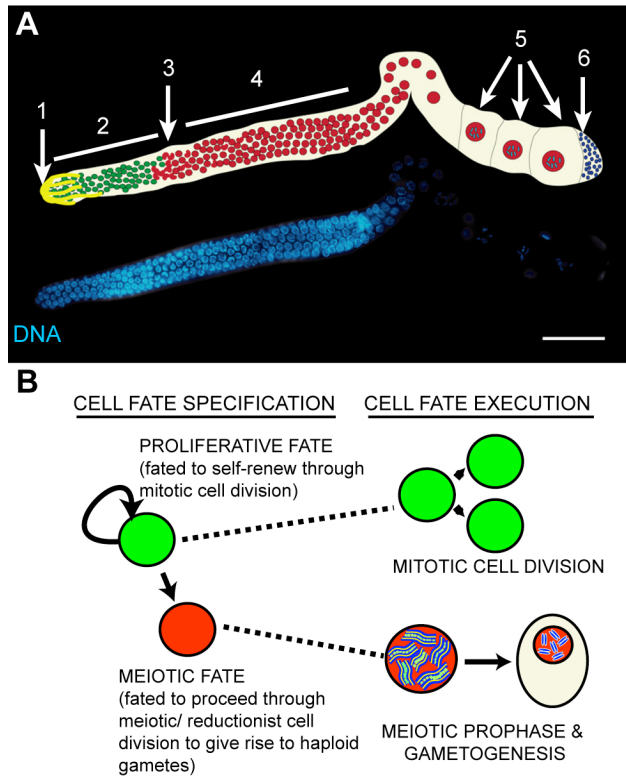 A
1
2
3
4
5
6
DNA
B
CELL FATE SPECIFICATION
CELL FATE EXECUTION
PROLIFERATIVE FATE
(fated to self-renew through
mitotic cell division)
MITOTIC CELL DIVISION
MEIOTIC FATE
(fated to proceed through
meiotic/ reductionist cell
division to give rise to haploid
gametes)
MEIOTIC PROPHASE &
GAMETOGENESIS